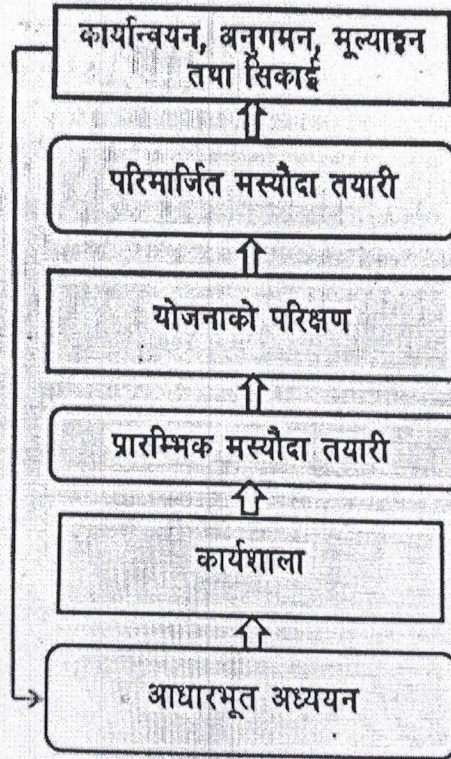 कार्यान्वयन, अनुगमन, मूल्याङ्कन
तथा सिकाई
परिमार्जित मस्यौदा तयारी
योजनाको परिक्षण
प्रारम्भिक मस्यौदा तयारी
कार्यशाला
आधारभूत अध्ययन